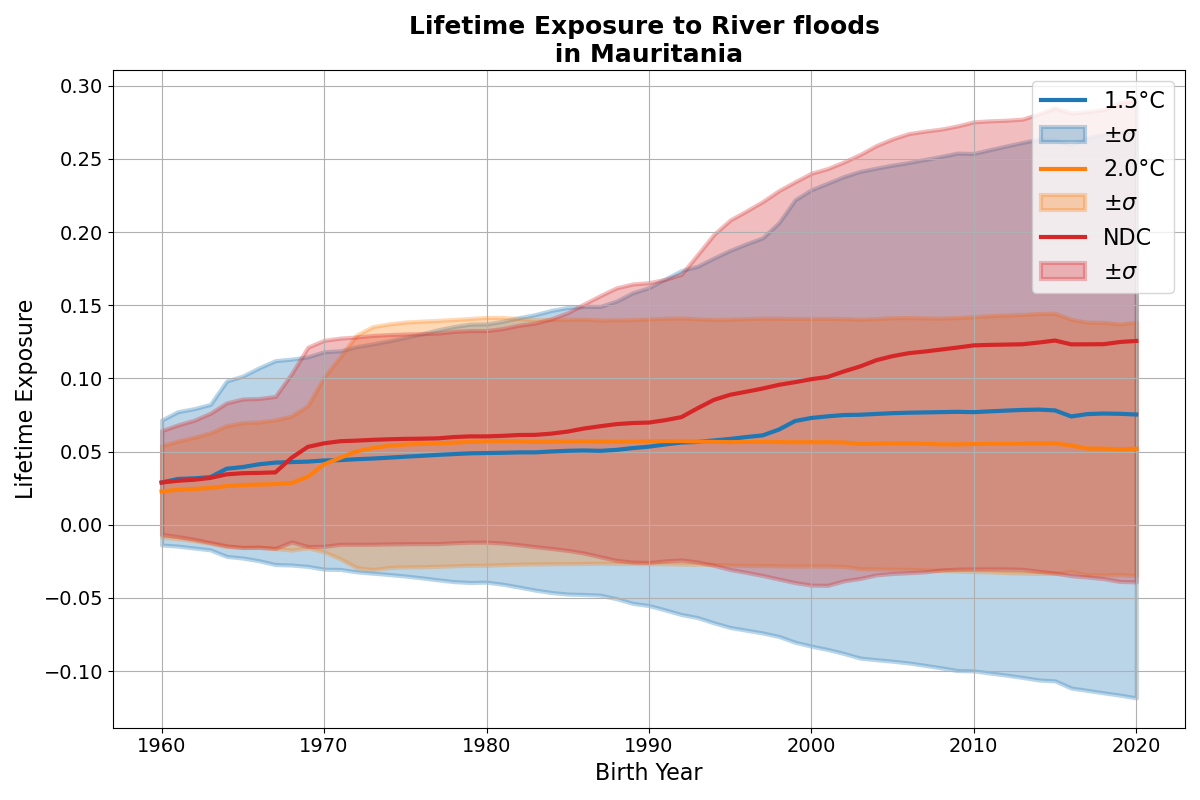 Lifetime Exposure to River floods
in Mauritania
Lifetime Exposure
0.30
0.25
0.20
0.15
0.10
0.05
0.00
−0.05
−0.10
1960
1970
1980
1990
2000
2010
2020
Birth Year
1.5°C
±σ
2.0°C
±σ
NDC
±σ